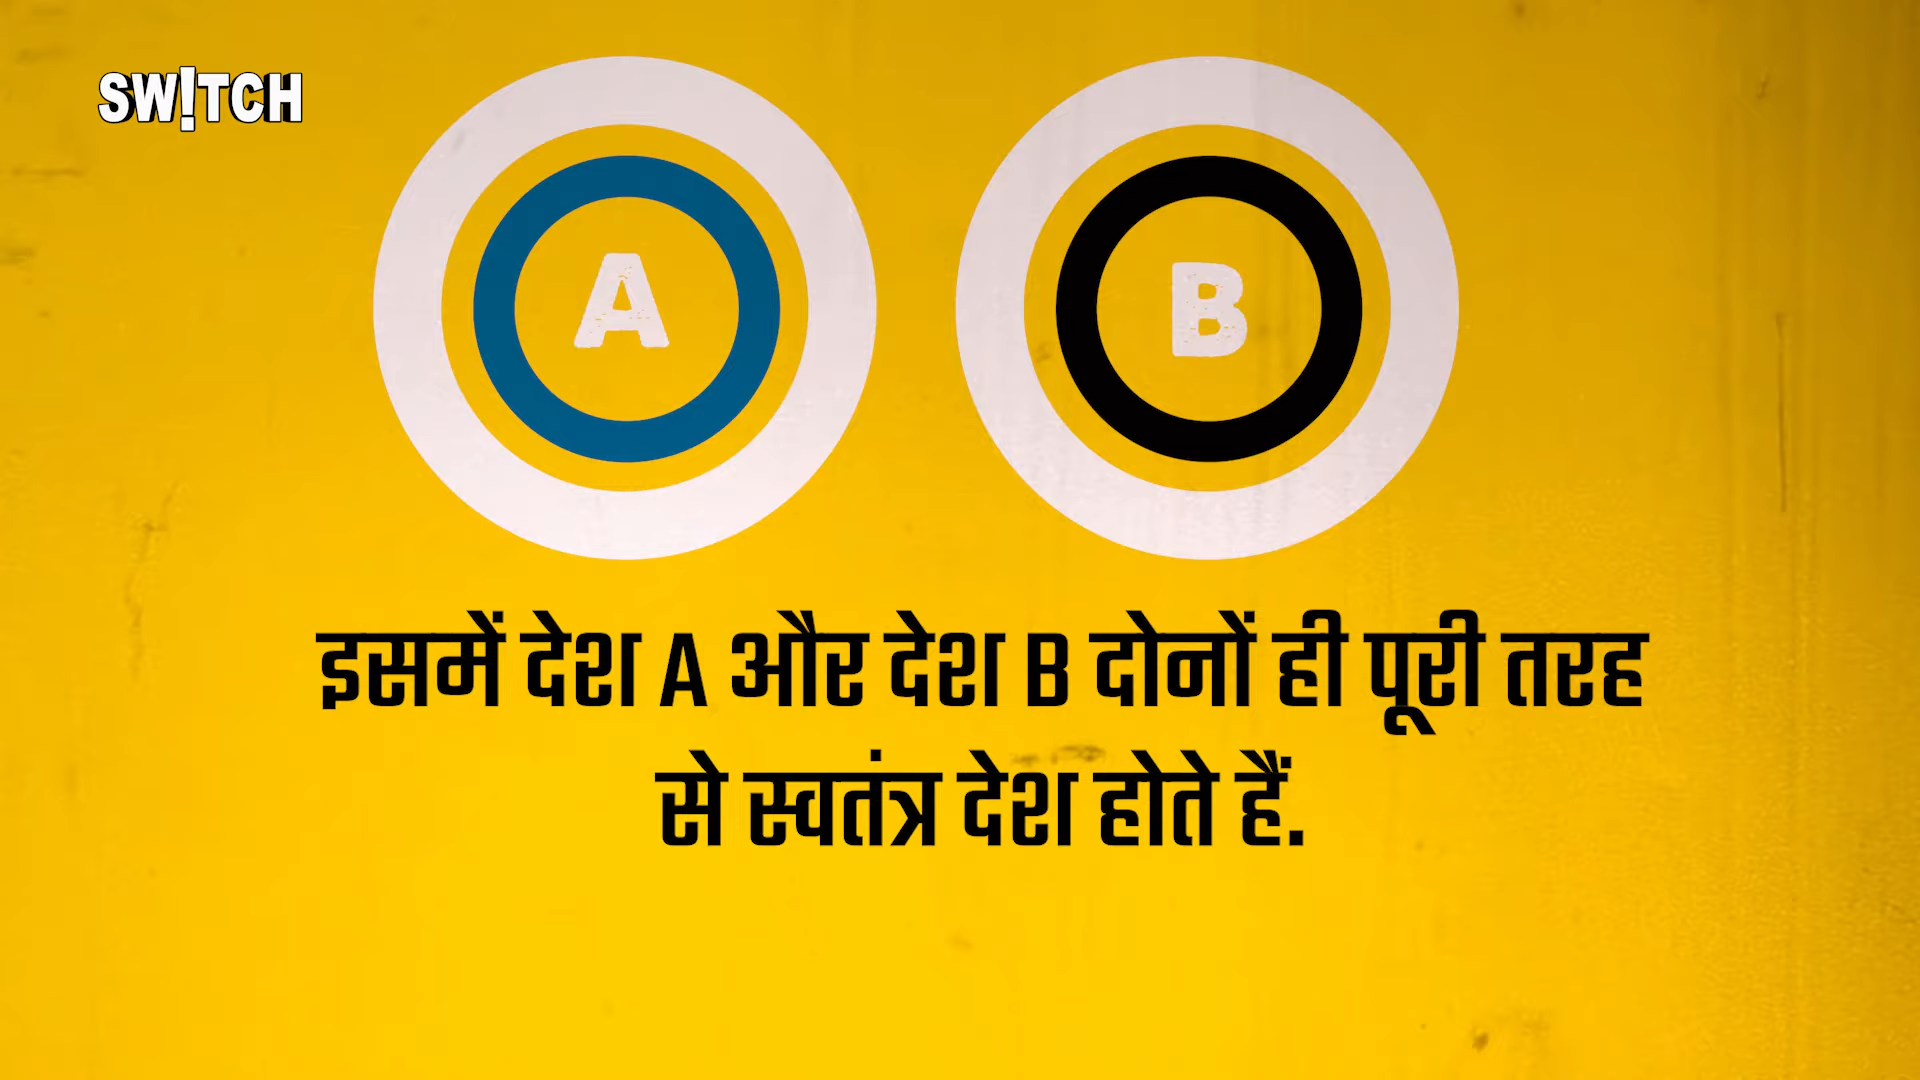 SW!TCH
A B
इसमें देश A और देश B दोनों ही पूरी तरह
से स्वतंत्र देश होते हैं.